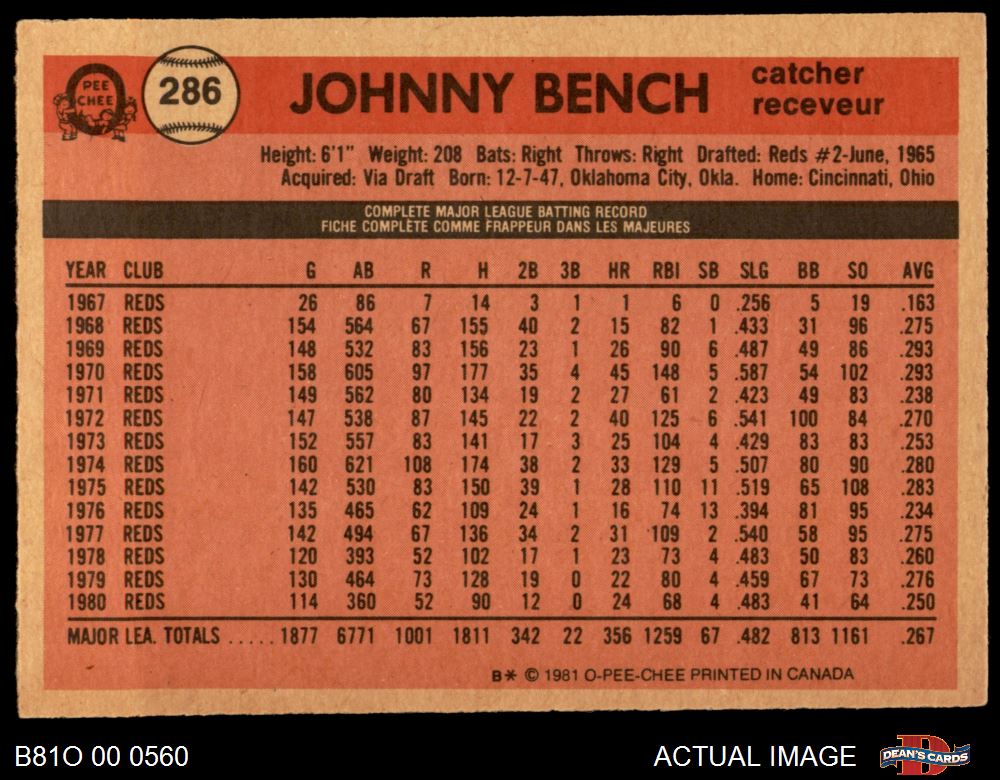 PEE
CHEE
286
JOHNNY BENCH
catcher
receveur
Height: 6'1" Weight: 208 Bats: Right Throws: Right Drafted: Reds #2-June, 1965
Acquired: Via Draft Born: 12-7-47, Oklahoma City, Okla. Home: Cincinnati, Ohio
COMPLETE MAJOR LEAGUE BATTING RECORD
FICHE COMPLÈTE COMME FRAPPEUR DANS LES MAJEURES
YEAR CLUB G AB R H 2B 3B HR RBI SB SLG BB SO AVG
1967 REDS 26 86 7 14 3 1 1 6 0 .256 5 19 .163
1968 REDS 154 564 67 155 40 2 15 82 1 .433 31 96 .275
1969 REDS 148 532 83 156 23 1 26 90 6 .487 49 86 .293
1970 REDS 158 605 97 177 35 4 45 148 5 .587 54 102 .293
1971 REDS 149 562 80 134 19 2 27 61 2 .423 49 83 .238
1972 REDS 147 538 87 145 22 2 40 125 6 .541 100 84 .270
1973 REDS 152 557 83 141 17 3 25 104 4 .429 83 83 .253
1974 REDS 160 621 108 174 38 2 33 129 5 .507 80 90 .280
1975 REDS 142 530 83 150 39 1 28 110 11 .519 65 108 .283
1976 REDS 135 465 62 109 24 1 16 74 13 .394 81 95 .234
1977 REDS 142 494 67 136 34 2 31 109 2 .540 58 95 .275
1978 REDS 120 393 52 102 17 1 23 73 4 .483 50 83 .260
1979 REDS 130 464 73 128 19 0 22 80 4 .459 67 73 .276
1980 REDS 114 360 52 90 12 0 24 68 4 .483 41 64 .250
MAJOR LEA. TOTALS ..... 1877 6771 1001 1811 342 22 356 1259 67 .482 813 1161 .267
B* © 1981 O-PEE-CHEE PRINTED IN CANADA
B81O 00 0560
ACTUAL IMAGE
DEAN'S CARDS